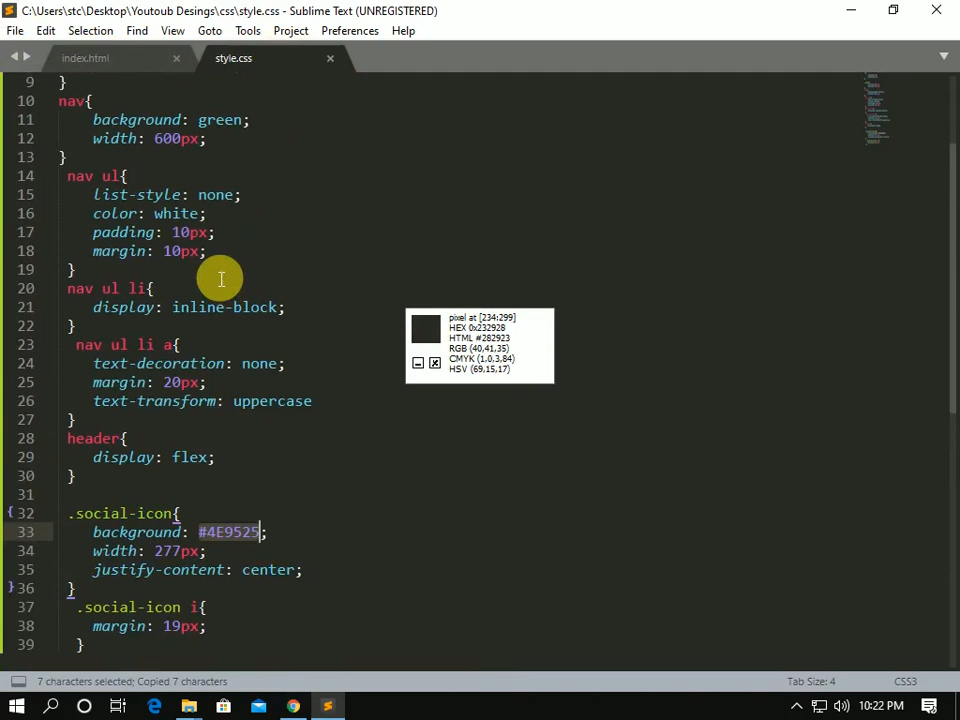 C:\Users\stc\Desktop\Youtoub Desings\css\style.css - Sublime Text (UNREGISTERED)
File Edit Selection Find View Goto Tools Project Preferences Help
index.html style.css
9 }
10 nav{
11 background: green;
12 width: 600px;
13 }
14 nav ul{
15 list-style: none;
16 color: white;
17 padding: 10px;
18 margin: 10px;
19 }
20 nav ul li{
21 display: inline-block;
22 }
23 nav ul li a{
24 text-decoration: none;
25 margin: 20px;
26 text-transform: uppercase
27 }
28 header{
29 display: flex;
30 }
31
32 .social-icon{
33 background: #4E9525;
34 width: 277px;
35 justify-content: center;
36 }
37 .social-icon i{
38 margin: 19px;
39 }
pixel at [234:299]
HEX 0x232928
HTML #282923
RGB (40,41,35)
CMYK (1,0,3,84)
HSV (69,15,17)
7 characters selected; Copied 7 characters Tab Size: 4 CSS3
10:22 PM